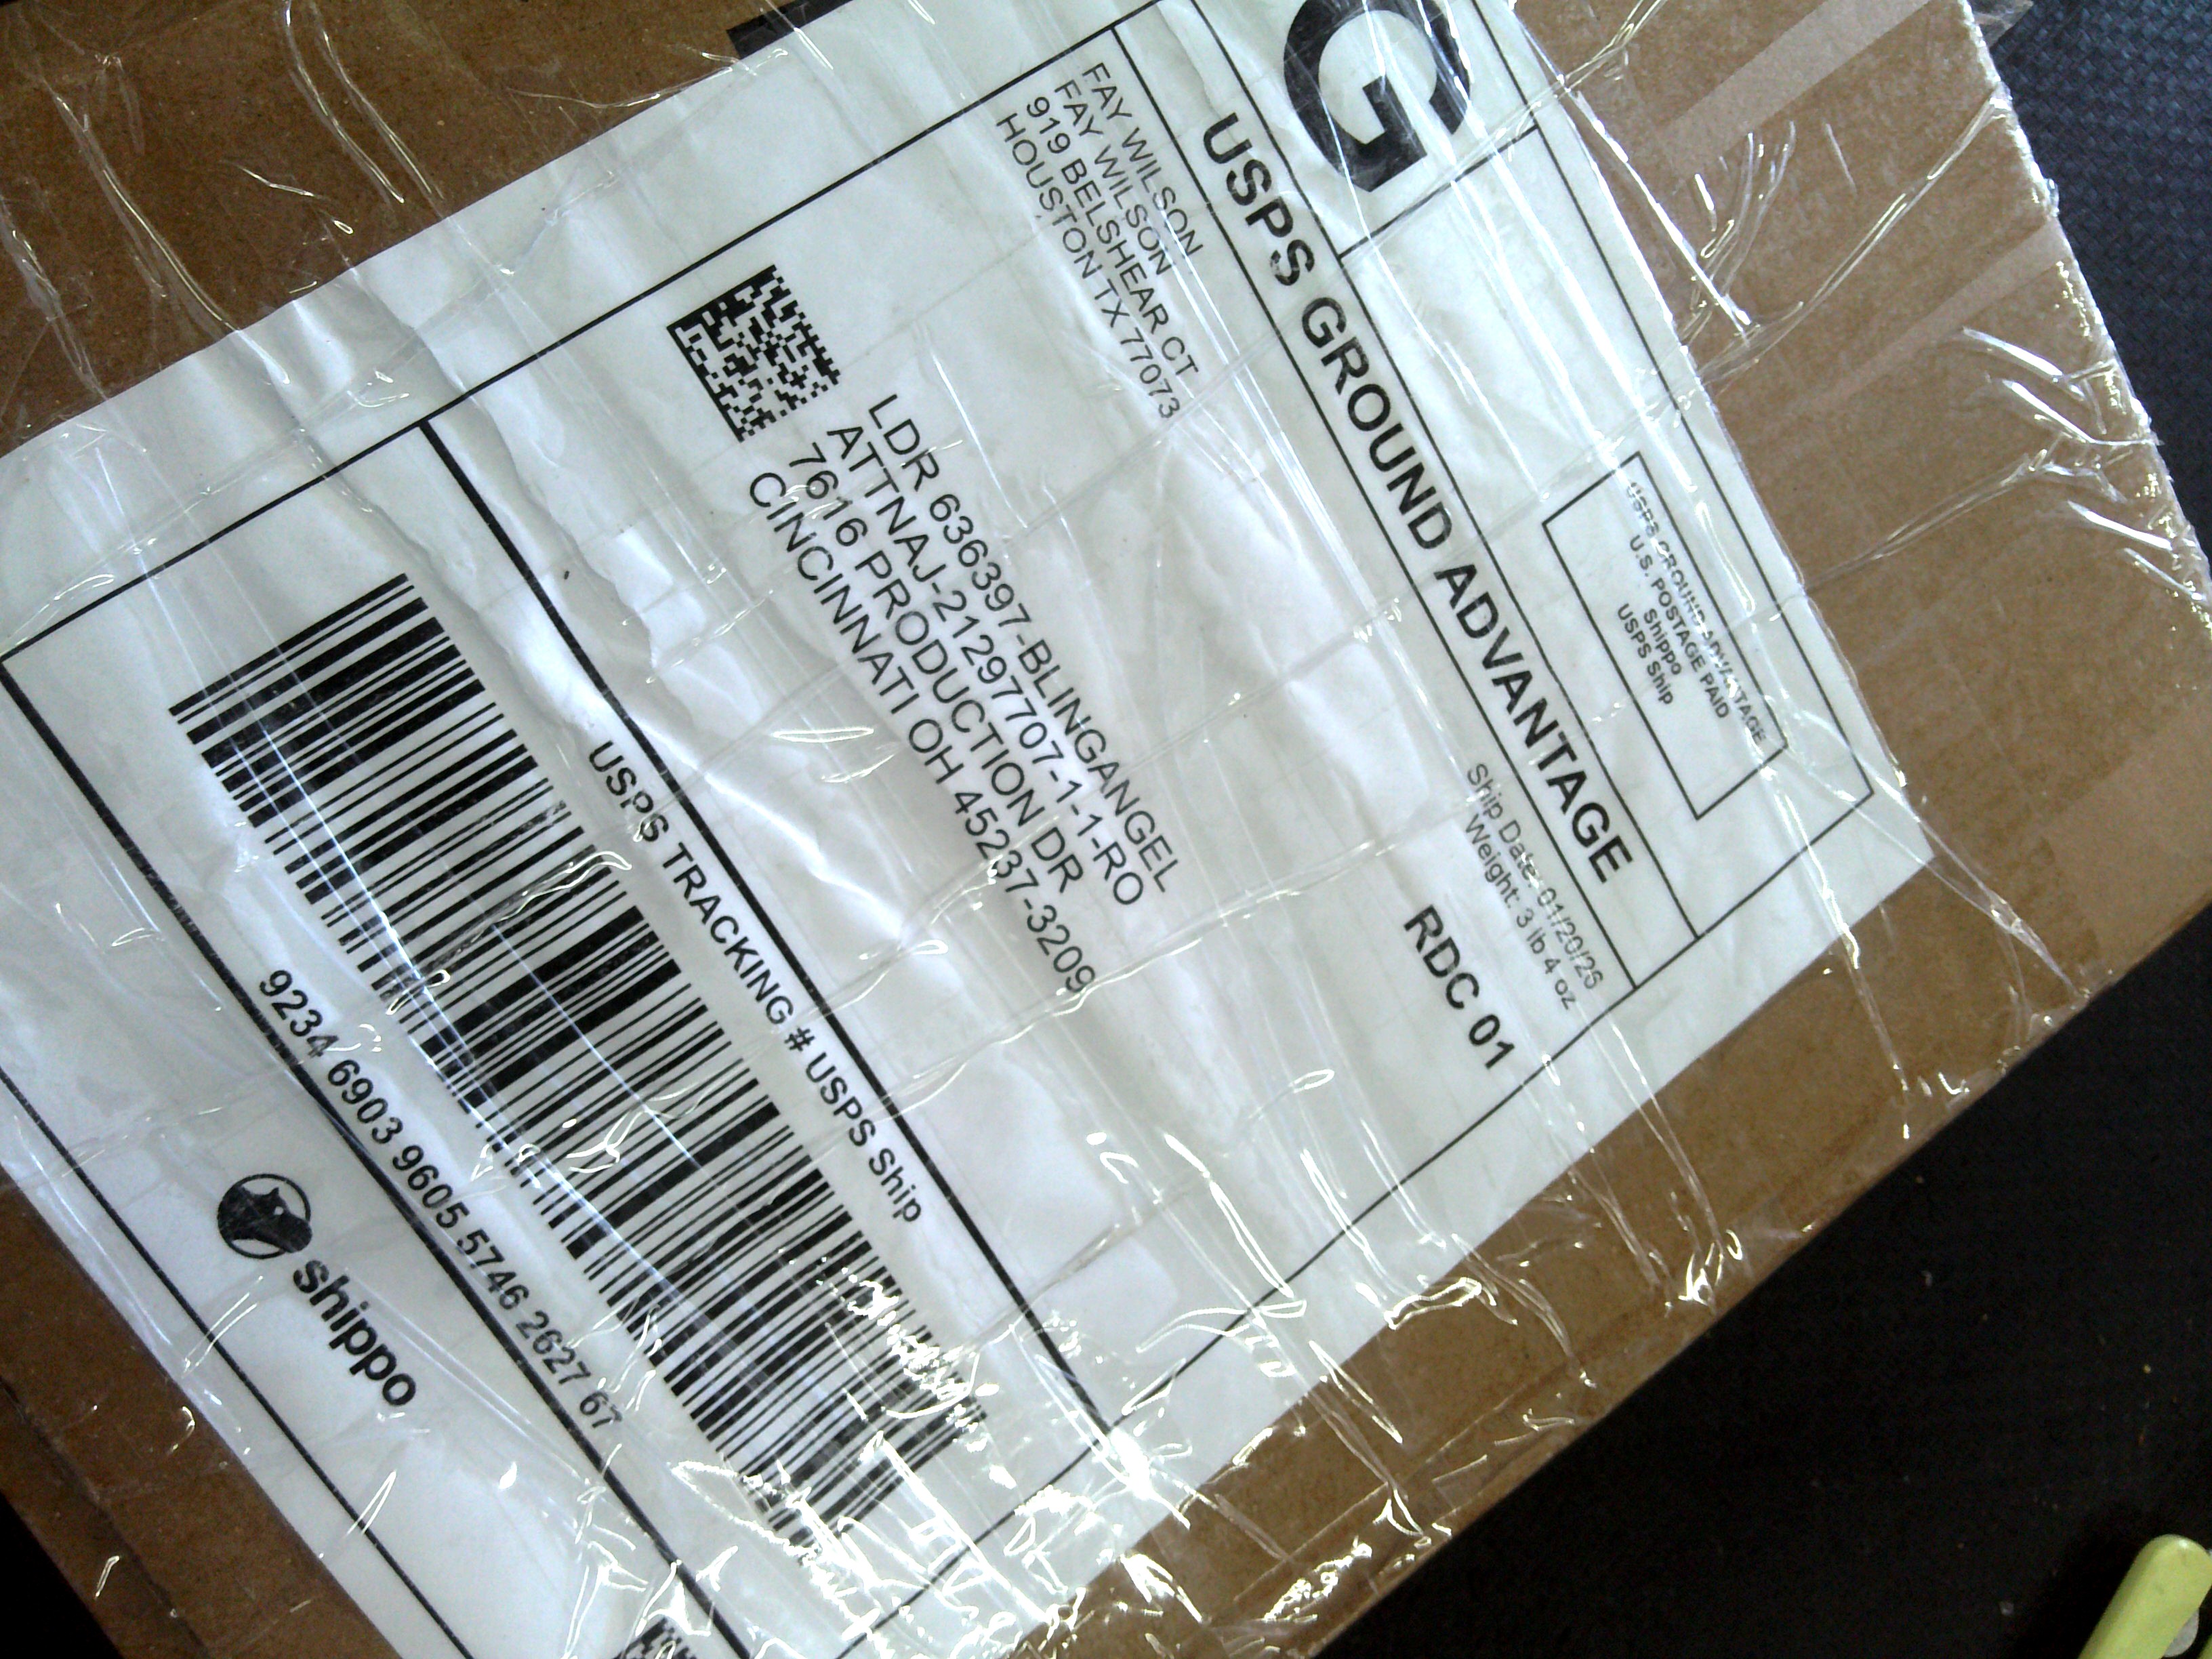 G
USPS GROUND ADVANTAGE
U.S. POSTAGE PAID
Shippo
USPS Ship
USPS GROUND ADVANTAGE
FAY WILSON
FAY WILSON
919 BELSHEAR CT
HOUSTON TX 77073
Ship Date: 01/20/26
Weight: 3 lb 4 oz
RDC 01
LDR 636397-BLINGANGEL
ATTNAJ-21297707-1-1-RO
7616 PRODUCTION DR
CINCINNATI OH 45237-3209
USPS TRACKING # USPS Ship
9234 6903 9605 5746 2627 67
shippo